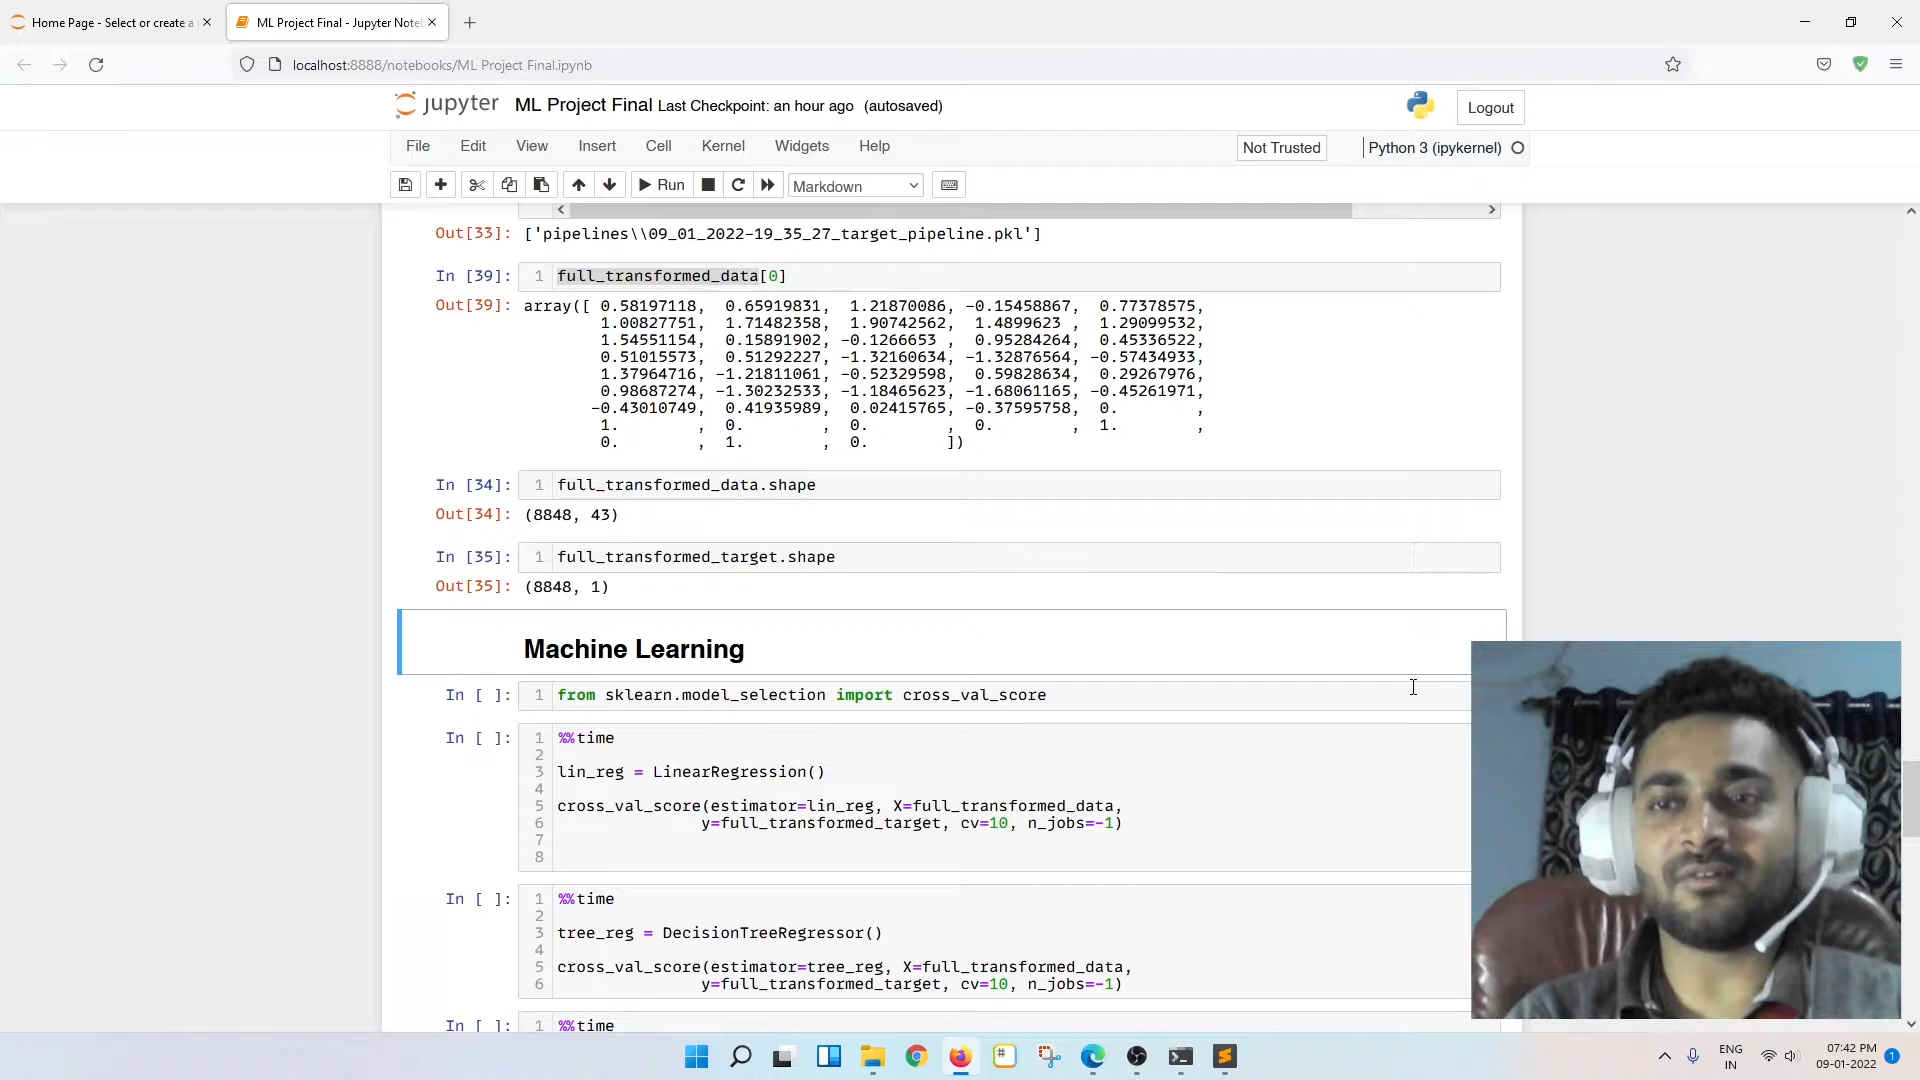 Home Page - Select or create a
ML Project Final - Jupyter Note
localhost:8888/notebooks/ML Project Final.ipynb
jupyter ML Project Final Last Checkpoint: an hour ago (autosaved)
Logout
File Edit View Insert Cell Kernel Widgets Help
Not Trusted
Python 3 (ipykernel)
Run
Markdown
Out[33]: ['pipelines\\09_01_2022-19_35_27_target_pipeline.pkl']
In [39]: 1 full_transformed_data[0]
Out[39]: array([ 0.58197118, 0.65919831, 1.21870086, -0.15458867, 0.77378575,
1.00827751, 1.71482358, 1.90742562, 1.4899623 , 1.29099532,
1.54551154, 0.15891902, -0.1266653 , 0.95284264, 0.45336522,
0.51015573, 0.51292227, -1.32160634, -1.32876564, -0.57434933,
1.37964716, -1.21811061, -0.52329598, 0.59828634, 0.29267976,
0.98687274, -1.30232533, -1.18465623, -1.68061165, -0.45261971,
-0.43010749, 0.41935989, 0.02415765, -0.37595758, 0. ,
1. , 0. , 0. , 0. , 1. ,
0. , 1. , 0. ])
In [34]: 1 full_transformed_data.shape
Out[34]: (8848, 43)
In [35]: 1 full_transformed_target.shape
Out[35]: (8848, 1)
Machine Learning
In [ ]: 1 from sklearn.model_selection import cross_val_score
In [ ]: 1 %%time
2
3 lin_reg = LinearRegression()
4
5 cross_val_score(estimator=lin_reg, X=full_transformed_data,
6 y=full_transformed_target, cv=10, n_jobs=-1)
7
8
In [ ]: 1 %%time
2
3 tree_reg = DecisionTreeRegressor()
4
5 cross_val_score(estimator=tree_reg, X=full_transformed_data,
6 y=full_transformed_target, cv=10, n_jobs=-1)
In [ ]: 1 %%time
ENG
IN
07:42 PM
09-01-2022
1